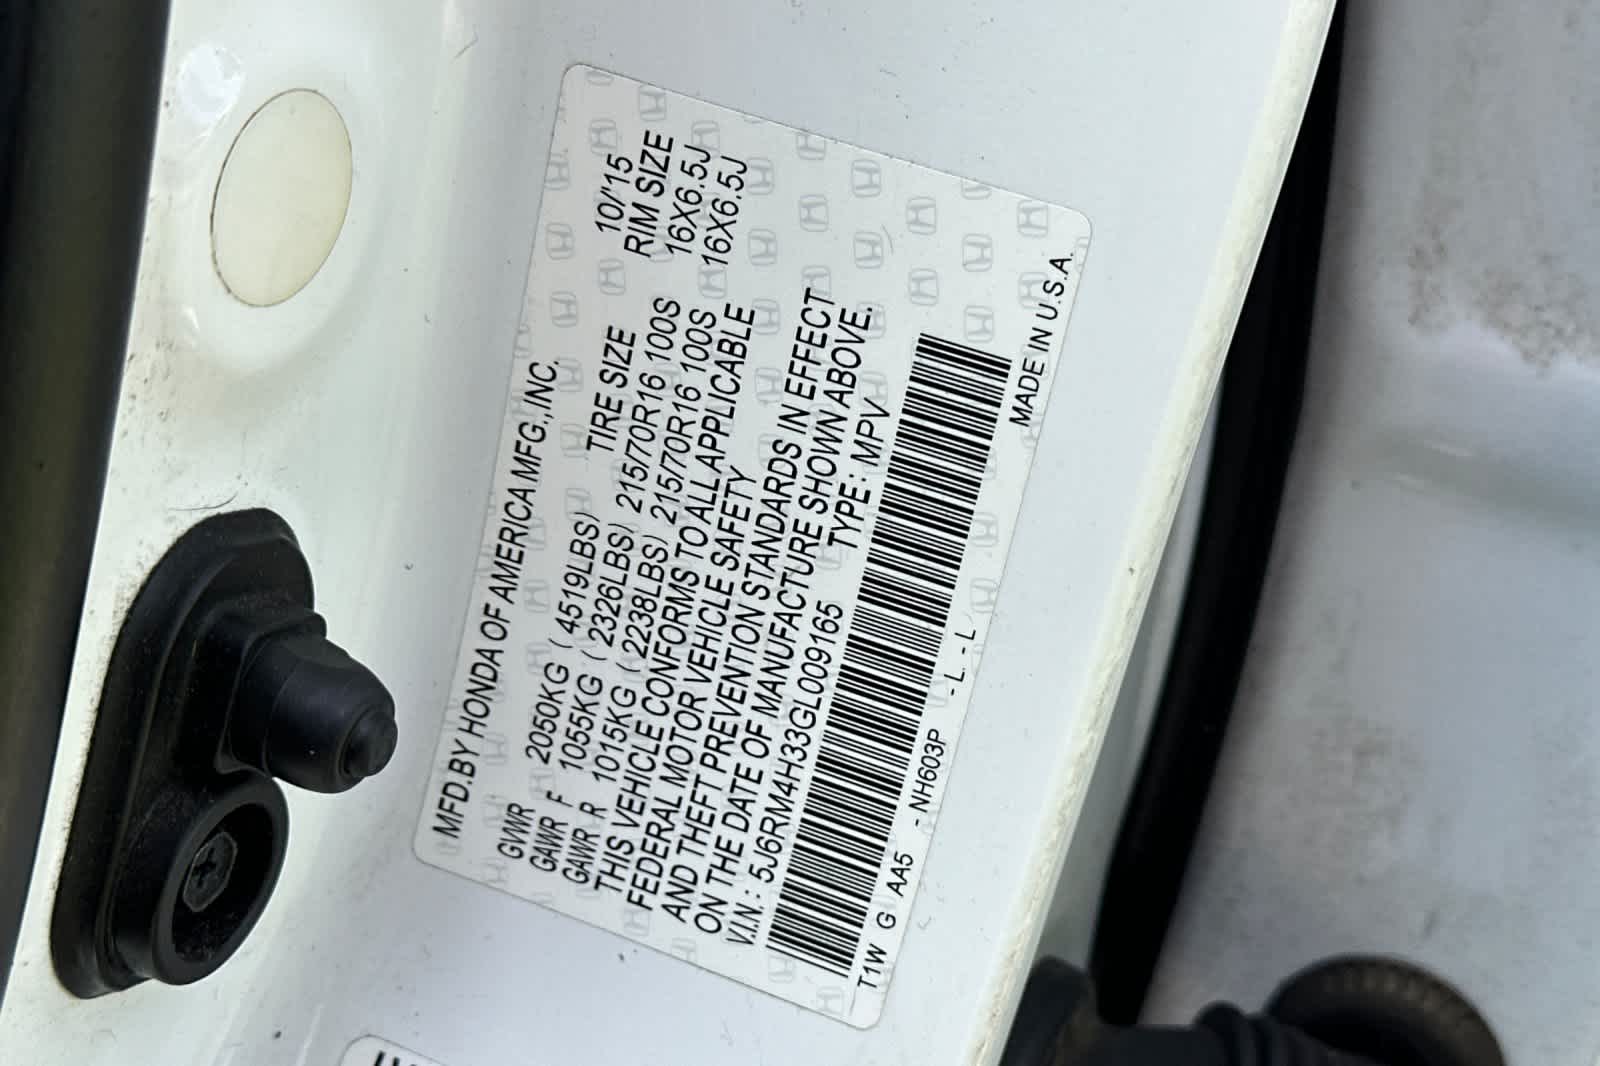 MFD.BY HONDA OF AMERICA MFG.,INC. 10/'15
GVWR 2050KG ( 4519LBS) TIRE SIZE RIM SIZE
GAWR F 1055KG ( 2326LBS) 215/70R16 100S 16X6.5J
GAWR R 1015KG ( 2238LBS) 215/70R16 100S 16X6.5J
THIS VEHICLE CONFORMS TO ALL APPLICABLE
FEDERAL MOTOR VEHICLE SAFETY
AND THEFT PREVENTION STANDARDS IN EFFECT
ON THE DATE OF MANUFACTURE SHOWN ABOVE.
V.I.N.: 5J6RM4H33GL009165 TYPE: MPV
T1W G AA5 -NH603P -L.-L MADE IN U.S.A.